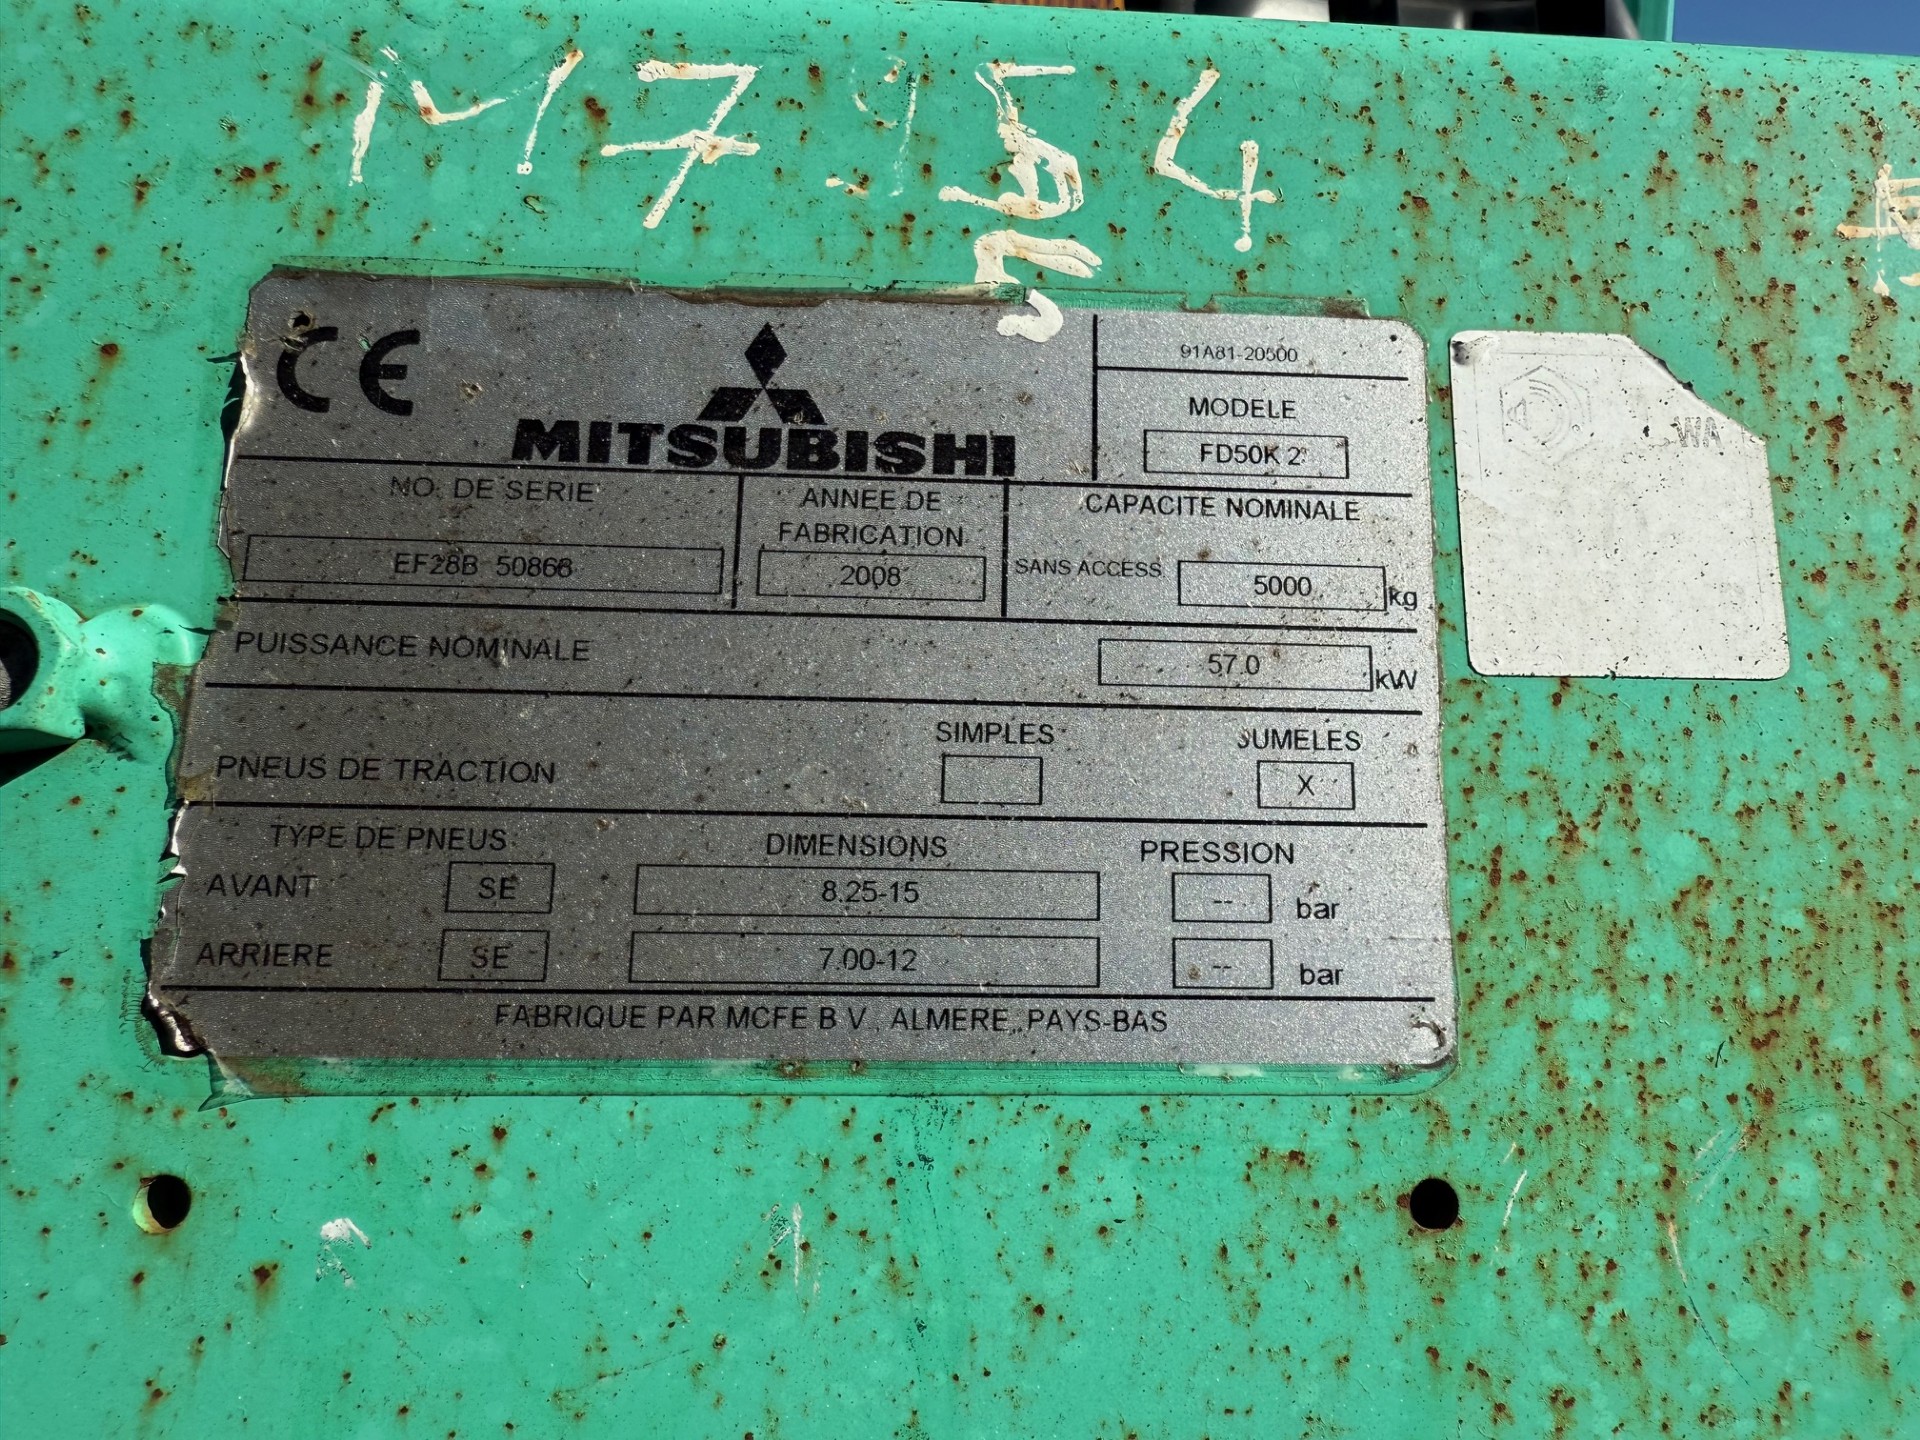 M7154
CE
MITSUBISHI
91A81-20500
MODELE
FD50K 2
NO. DE SERIE
EF28B 50868
ANNEE DE
FABRICATION
2008
CAPACITE NOMINALE
SANS ACCESS. 5000 kg
PUISSANCE NOMINALE 57.0 kW
SIMPLES JUMELES
PNEUS DE TRACTION X
TYPE DE PNEUS DIMENSIONS PRESSION
AVANT SE 8.25-15 -- bar
ARRIERE SE 7.00-12 -- bar
FABRIQUE PAR MCFE B.V., ALMERE, PAYS-BAS
WA